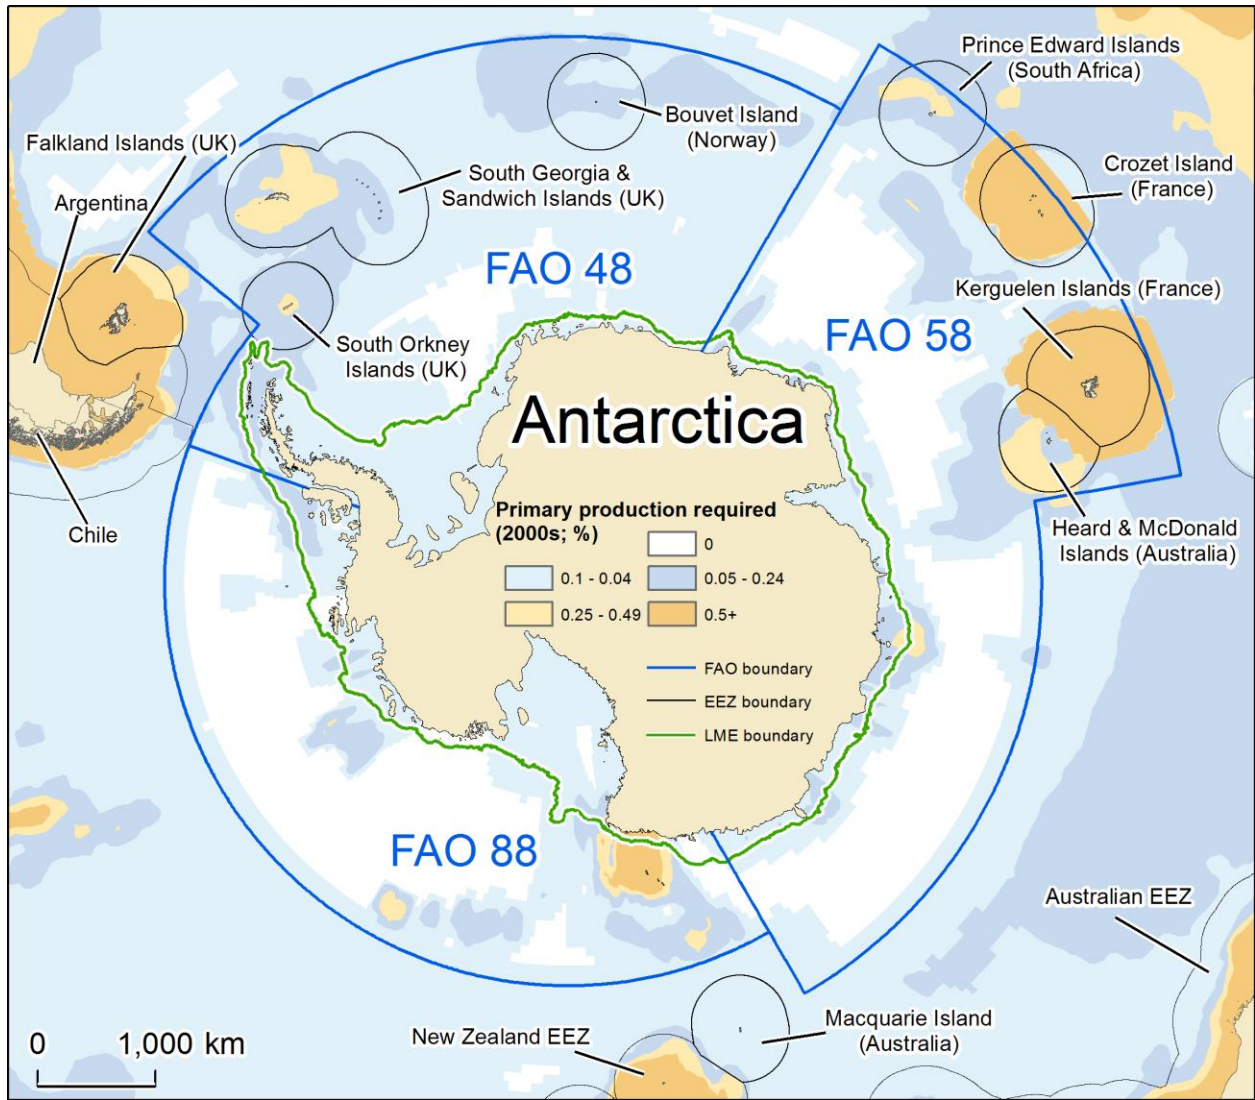 Prince Edward Islands
(South Africa)
Bouvet Island
(Norway)
Falkland Islands (UK)
South Georgia &
Sandwich Islands (UK)
Crozet Island
(France)
Argentina
FAO 48
Kerguelen Islands (France)
FAO 58
South Orkney
Islands (UK)
Antarctica
Chile
Heard & McDonald
Islands (Australia)
Primary production required
(2000s; %)
0
0.1 - 0.04
0.05 - 0.24
0.25 - 0.49
0.5+
FAO boundary
EEZ boundary
LME boundary
FAO 88
Australian EEZ
New Zealand EEZ
Macquarie Island
(Australia)
0 1,000 km